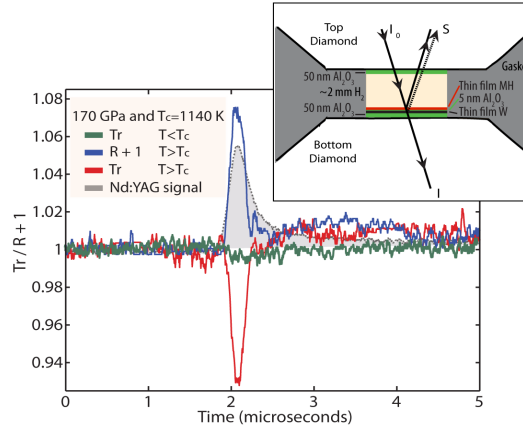 Top
Diamond
I₀
S
Gaske
50 nm Al₂O₃
~2 mm H₂
50 nm Al₂O₃
Thin film MH
5 nm Al₂O₃
Thin film W
Bottom
Diamond
I
170 GPa and Tc=1140 K
Tr T<Tc
R + 1 T>Tc
Tr T>Tc
Nd:YAG signal
Tr / R + 1
1.08
1.06
1.04
1.02
1.00
0.98
0.96
0.94
0 1 2 3 4 5
Time (microseconds)